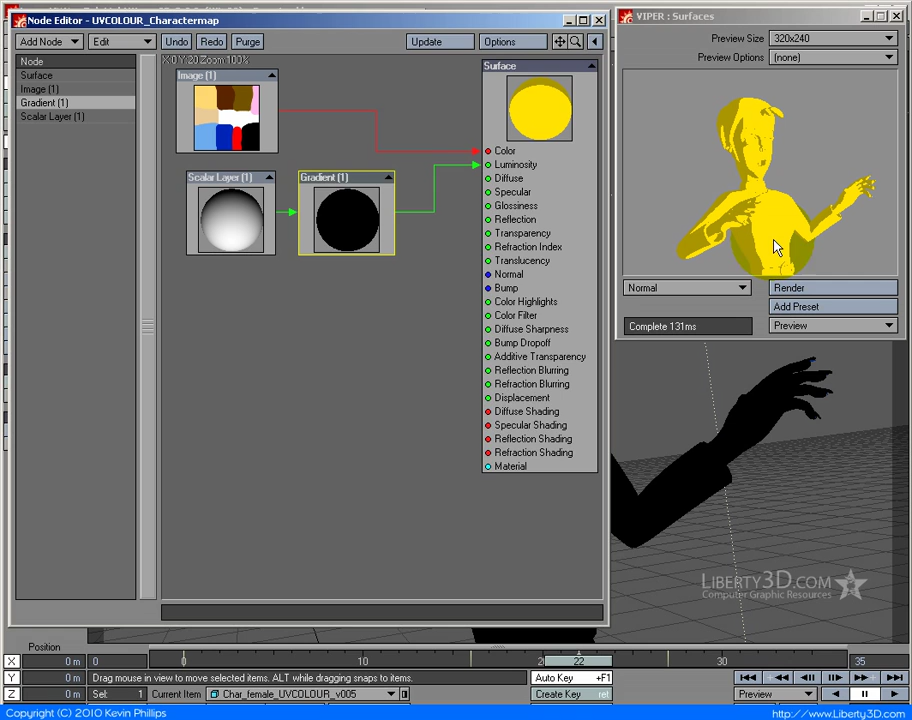 Node Editor - UVCOLOUR_Charactermap
VIPER : Surfaces
Add Node
Edit
Undo
Redo
Purge
Update
Options
Preview Size
320x240
Preview Options
(none)
Node
Surface
Image (1)
Gradient (1)
Scalar Layer (1)
X:0 Y:20 Zoom:100%
Image (1)
Scalar Layer (1)
Gradient (1)
Surface
Color
Luminosity
Diffuse
Specular
Glossiness
Reflection
Transparency
Refraction Index
Translucency
Normal
Bump
Color Highlights
Color Filter
Diffuse Sharpness
Bump Dropoff
Additive Transparency
Reflection Blurring
Refraction Blurring
Displacement
Diffuse Shading
Specular Shading
Reflection Shading
Refraction Shading
Material
Normal
Render
Add Preset
Complete 131ms
Preview
LIBERTY3D.COM
Computer Graphic Resources
Position
X 0 m 0
0 10 22 30 35
Y 0 m
Drag mouse in view to move selected items. ALT while dragging snaps to items.
Auto Key +F1
Z 0 m
Sel: 1
Current Item
Char_female_UVCOLOUR_v005
Create Key ret
Preview
Copyright (C) 2010 Kevin Phillips
http://www.Liberty3D.com